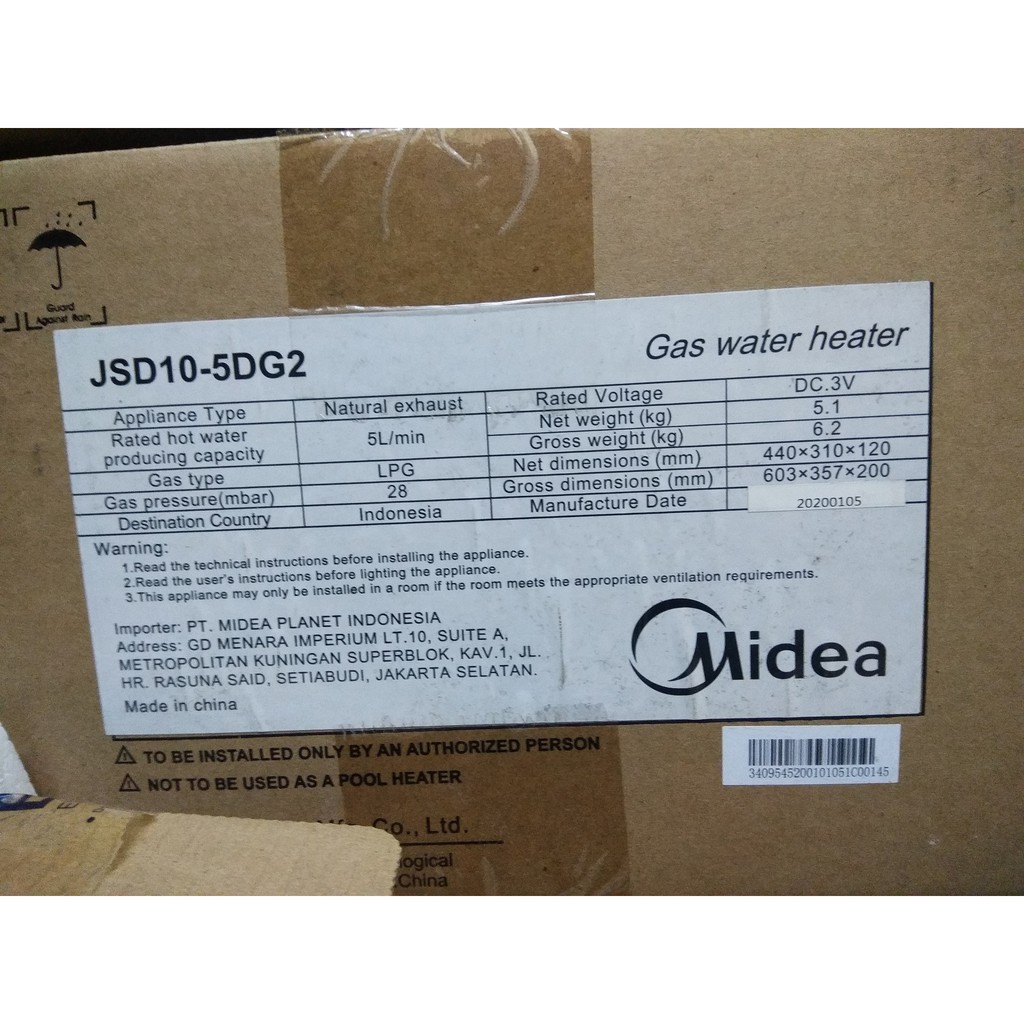 Guard
Against Rain
JSD10-5DG2
Gas water heater
Appliance Type Natural exhaust Rated Voltage DC.3V
Rated hot water producing capacity 5L/min Net weight (kg) 5.1
Gross weight (kg) 6.2
Gas type LPG Net dimensions (mm) 440×310×120
Gas pressure(mbar) 28 Gross dimensions (mm) 603×357×200
Destination Country Indonesia Manufacture Date 20200105
Warning:
1.Read the technical instructions before installing the appliance.
2.Read the user's instructions before lighting the appliance.
3.This appliance may only be installed in a room if the room meets the appropriate ventilation requirements.
Importer: PT. MIDEA PLANET INDONESIA
Address: GD MENARA IMPERIUM LT.10, SUITE A,
METROPOLITAN KUNINGAN SUPERBLOK, KAV.1, JL.
HR. RASUNA SAID, SETIABUDI, JAKARTA SELATAN.
Made in china
Midea
TO BE INSTALLED ONLY BY AN AUTHORIZED PERSON
NOT TO BE USED AS A POOL HEATER
3409545200101051C00145
Co., Ltd.
China